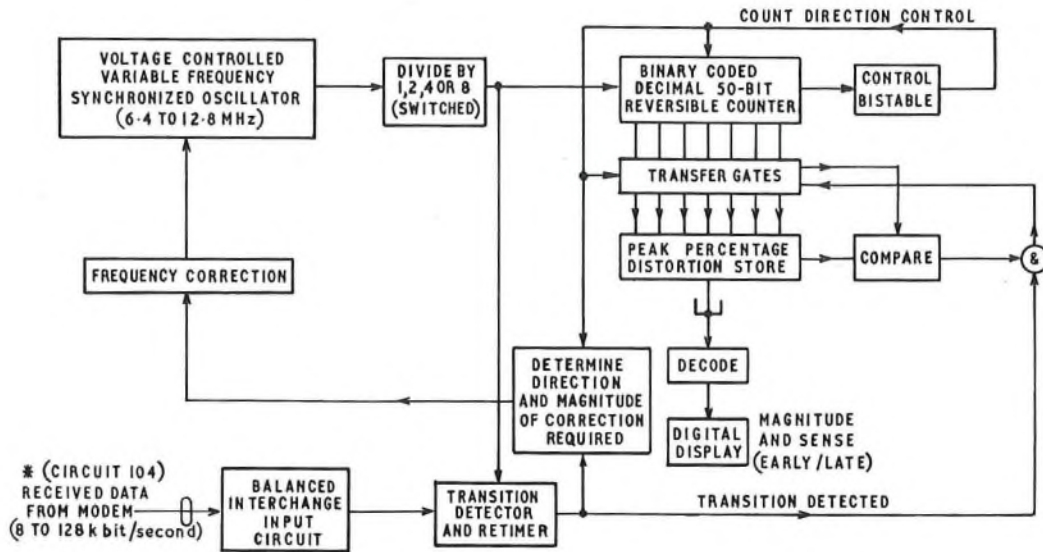 COUNT DIRECTION CONTROL
VOLTAGE CONTROLLED
VARIABLE FREQUENCY
SYNCHRONIZED OSCILLATOR
(6·4 TO 12·8 MHz)
DIVIDE BY
1,2,4 OR 8
(SWITCHED)
BINARY CODED
DECIMAL 50-BIT
REVERSIBLE COUNTER
CONTROL
BISTABLE
TRANSFER GATES
PEAK PERCENTAGE
DISTORTION STORE
COMPARE
&
FREQUENCY CORRECTION
DETERMINE
DIRECTION
AND MAGNITUDE
OF CORRECTION
REQUIRED
DECODE
DIGITAL
DISPLAY
MAGNITUDE
AND SENSE
(EARLY/LATE)
* (CIRCUIT 104)
RECEIVED DATA
FROM MODEM
(8 TO 128 k bit/second)
BALANCED
INTERCHANGE
INPUT
CIRCUIT
TRANSITION
DETECTOR
AND RETIMER
TRANSITION DETECTED